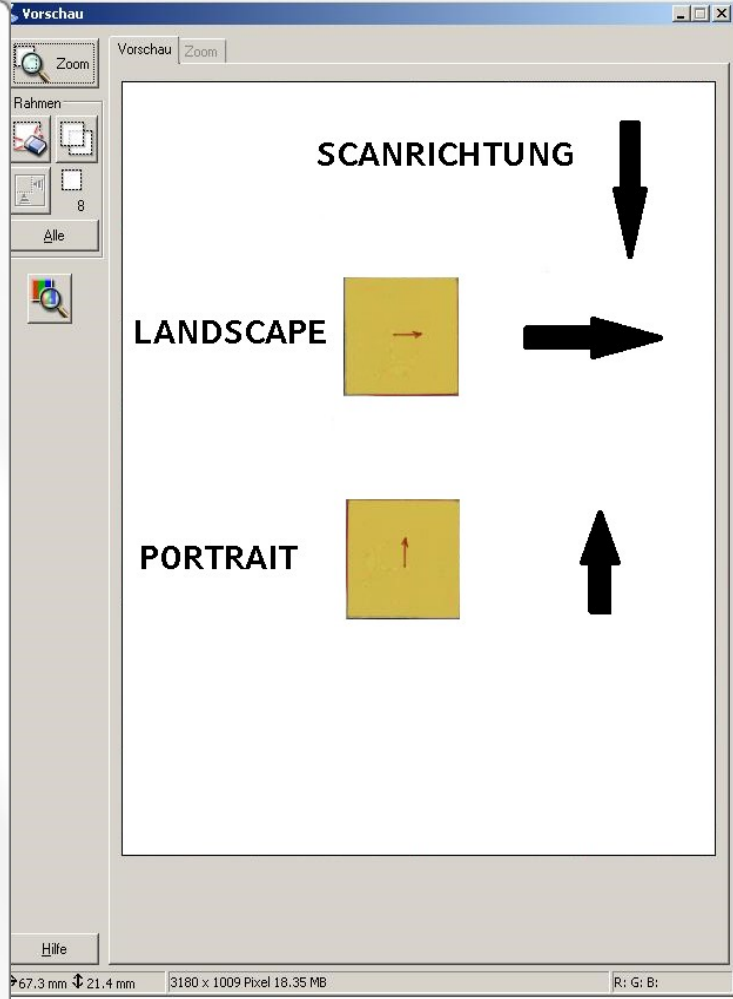 Vorschau
Zoom
Vorschau Zoom
Rahmen
8
Alle
SCANRICHTUNG
LANDSCAPE
PORTRAIT
Hilfe
67.3 mm 21.4 mm 3180 x 1009 Pixel 18.35 MB R: G: B: